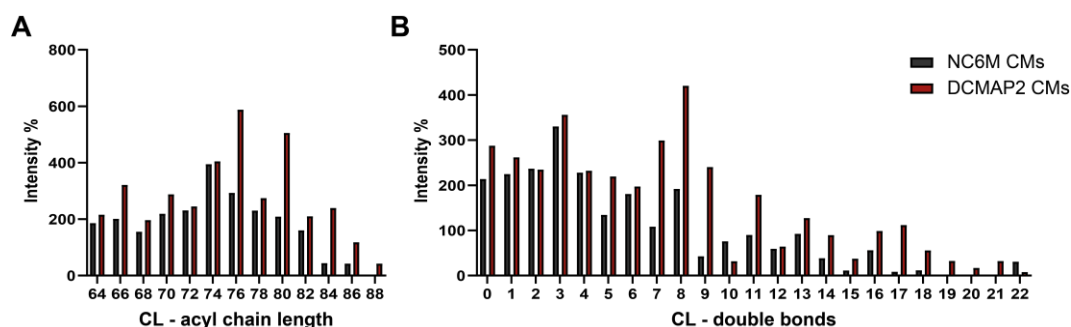 A
Intensity %
800
600
400
200
0
64 66 68 70 72 74 76 78 80 82 84 86 88
CL - acyl chain length
B
Intensity %
500
400
300
200
100
0
0 1 2 3 4 5 6 7 8 9 10 11 12 13 14 15 16 17 18 19 20 21 22
CL - double bonds
NC6M CMs
DCMAP2 CMs